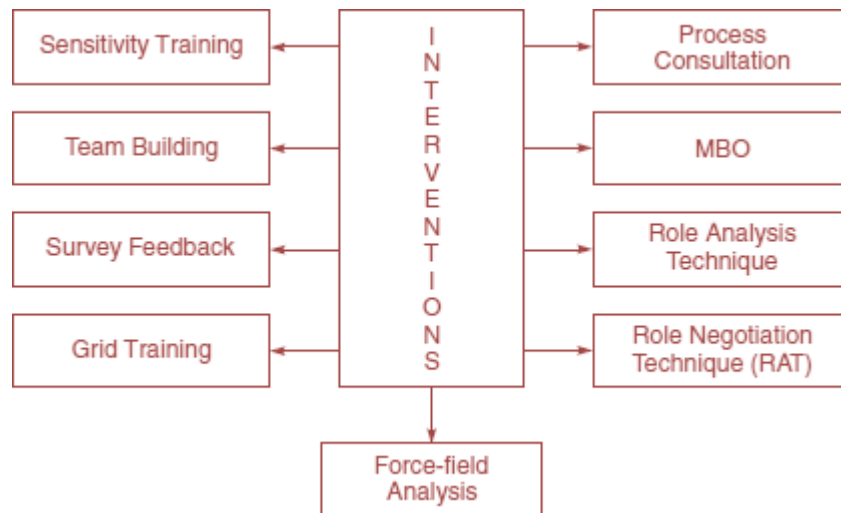 Sensitivity Training
Team Building
Survey Feedback
Grid Training
INTERVENTIONS
Process
Consultation
MBO
Role Analysis
Technique
Role Negotiation
Technique (RAT)
Force-field
Analysis